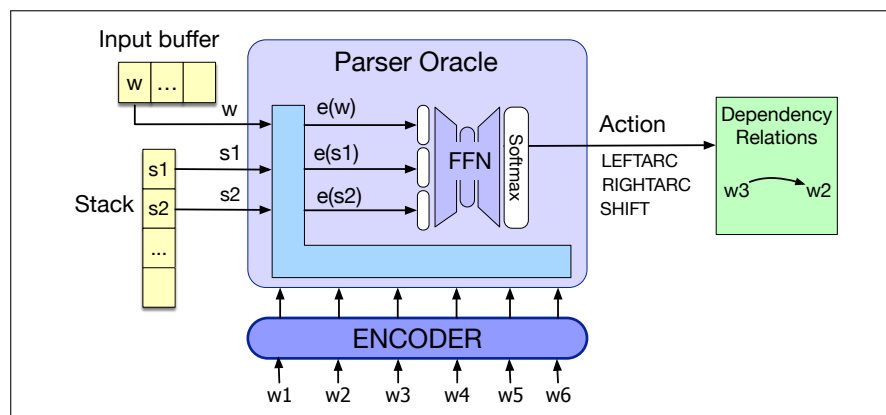 Input buffer
w ...
Parser Oracle
w
e(w)
s1
e(s1)
s2
e(s2)
Stack
s1
s2
...
FFN
Softmax
Action
LEFTARC
RIGHTARC
SHIFT
Dependency
Relations
w3 w2
ENCODER
w1 w2 w3 w4 w5 w6